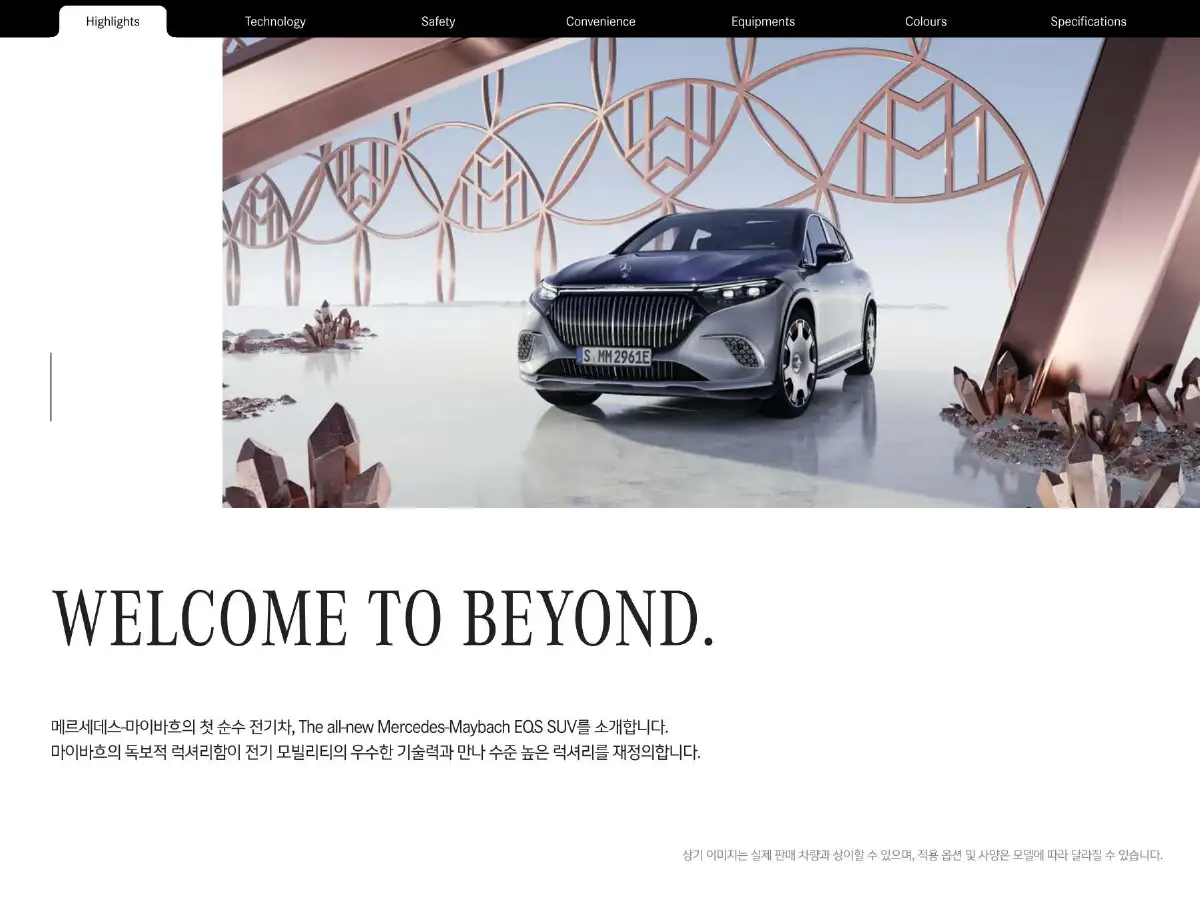 Highlights
Technology
Safety
Convenience
Equipments
Colours
Specifications
S MM 2961E
WELCOME TO BEYOND.
메르세데스-마이바흐의 첫 순수 전기차, The all-new Mercedes-Maybach EQS SUV를 소개합니다.
마이바흐의 독보적 럭셔리함이 전기 모빌리티의 우수한 기술력과 만나 수준 높은 럭셔리를 재정의합니다.
상기 이미지는 실제 판매 차량과 상이할 수 있으며, 적용 옵션 및 사양은 모델에 따라 달라질 수 있습니다.